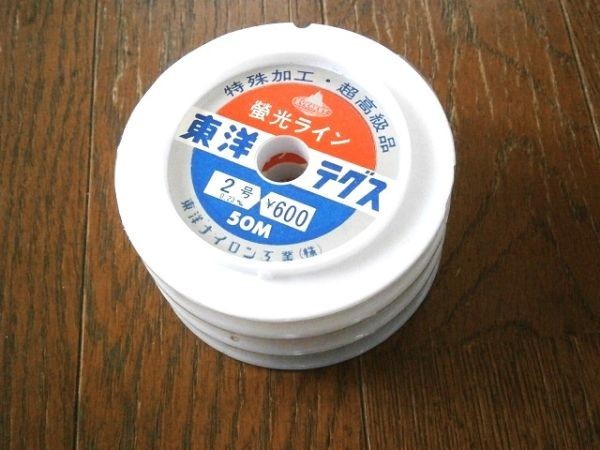 特殊加工・超高級品
螢光ライン
東洋 テグス
2号 ¥600
50M
東洋ナイロン工業(株)